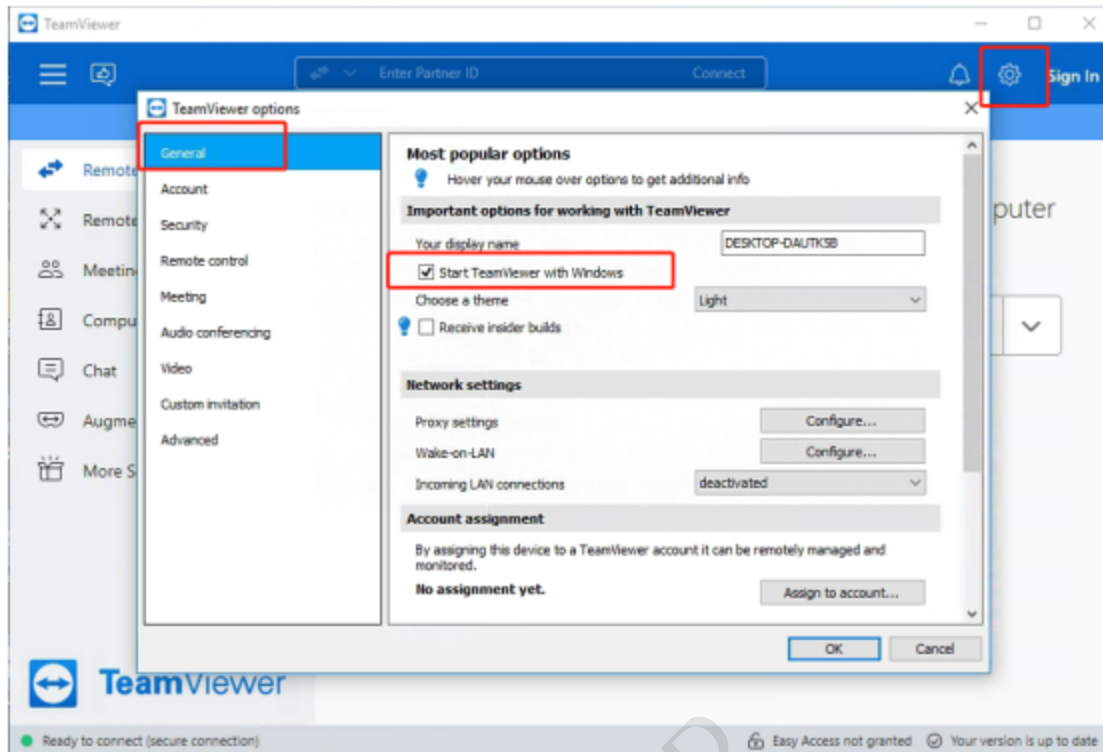 TeamViewer
Enter Partner ID
Connect
Sign In
TeamViewer options
General
Account
Security
Remote control
Meeting
Audio conferencing
Video
Custom invitation
Advanced
Most popular options
Hover your mouse over options to get additional info
Important options for working with TeamViewer
Your display name
DESKTOP-DAUTKSB
Start TeamViewer with Windows
Choose a theme
Light
Receive insider builds
Network settings
Proxy settings
Configure...
Wake-on-LAN
Configure...
Incoming LAN connections
deactivated
Account assignment
By assigning this device to a TeamViewer account it can be remotely managed and
monitored.
No assignment yet.
Assign to account...
OK
Cancel
Remote
Remote
Meetin
Compu
Chat
Augme
More S
puter
TeamViewer
Ready to connect (secure connection)
Easy Access not granted
Your version is up to date